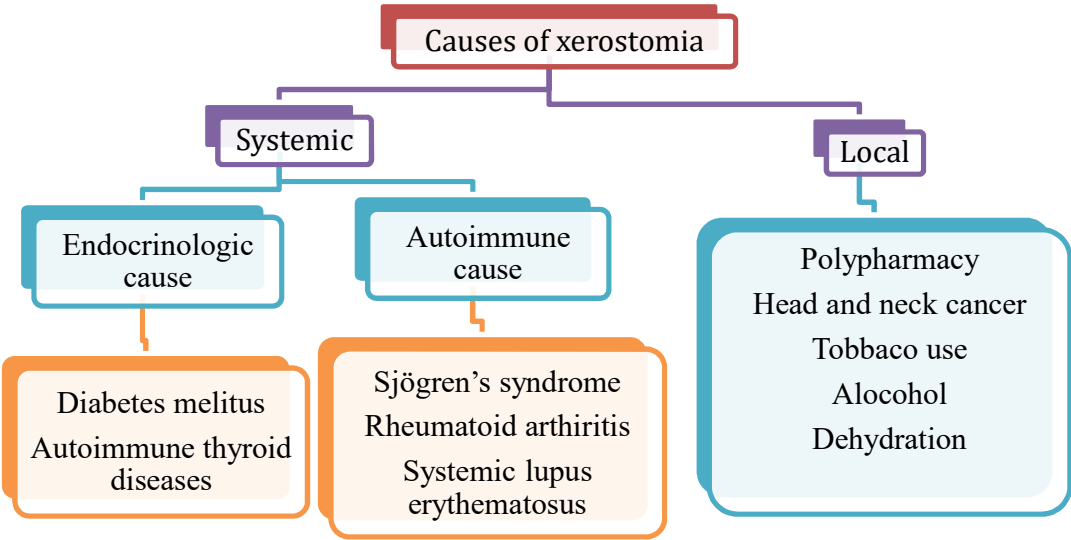 Causes of xerostomia
Systemic
Local
Endocrinologic
cause
Autoimmune
cause
Diabetes melitus
Autoimmune thyroid
diseases
Sjögren’s syndrome
Rheumatoid arthiritis
Systemic lupus
erythematosus
Polypharmacy
Head and neck cancer
Tobbaco use
Alocohol
Dehydration